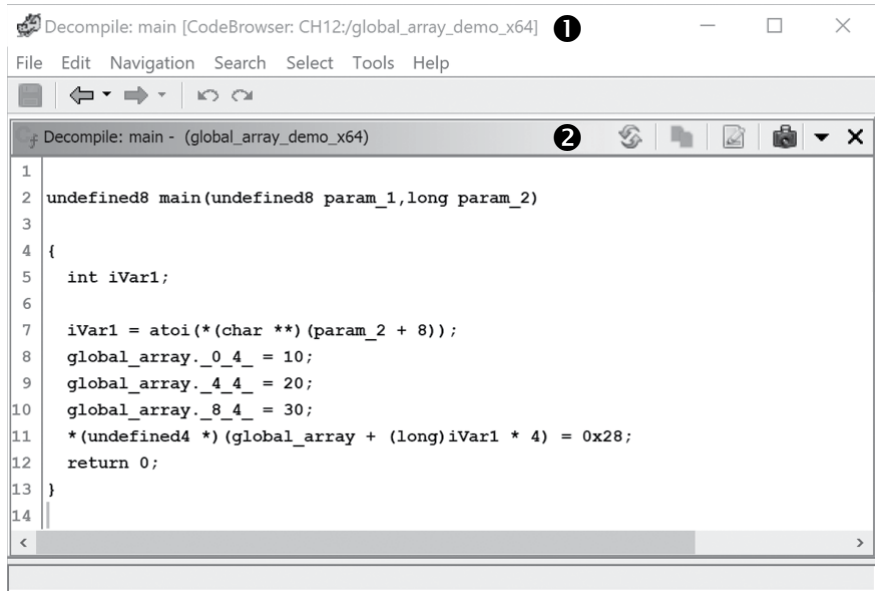 Decompile: main [CodeBrowser: CH12:/global_array_demo_x64] ❶
File Edit Navigation Search Select Tools Help
Decompile: main - (global_array_demo_x64) ❷
1
2 undefined8 main(undefined8 param_1,long param_2)
3
4 {
5 int iVar1;
6
7 iVar1 = atoi(*(char **)(param_2 + 8));
8 global_array._0_4_ = 10;
9 global_array._4_4_ = 20;
10 global_array._8_4_ = 30;
11 *(undefined4 *)(global_array + (long)iVar1 * 4) = 0x28;
12 return 0;
13 }
14